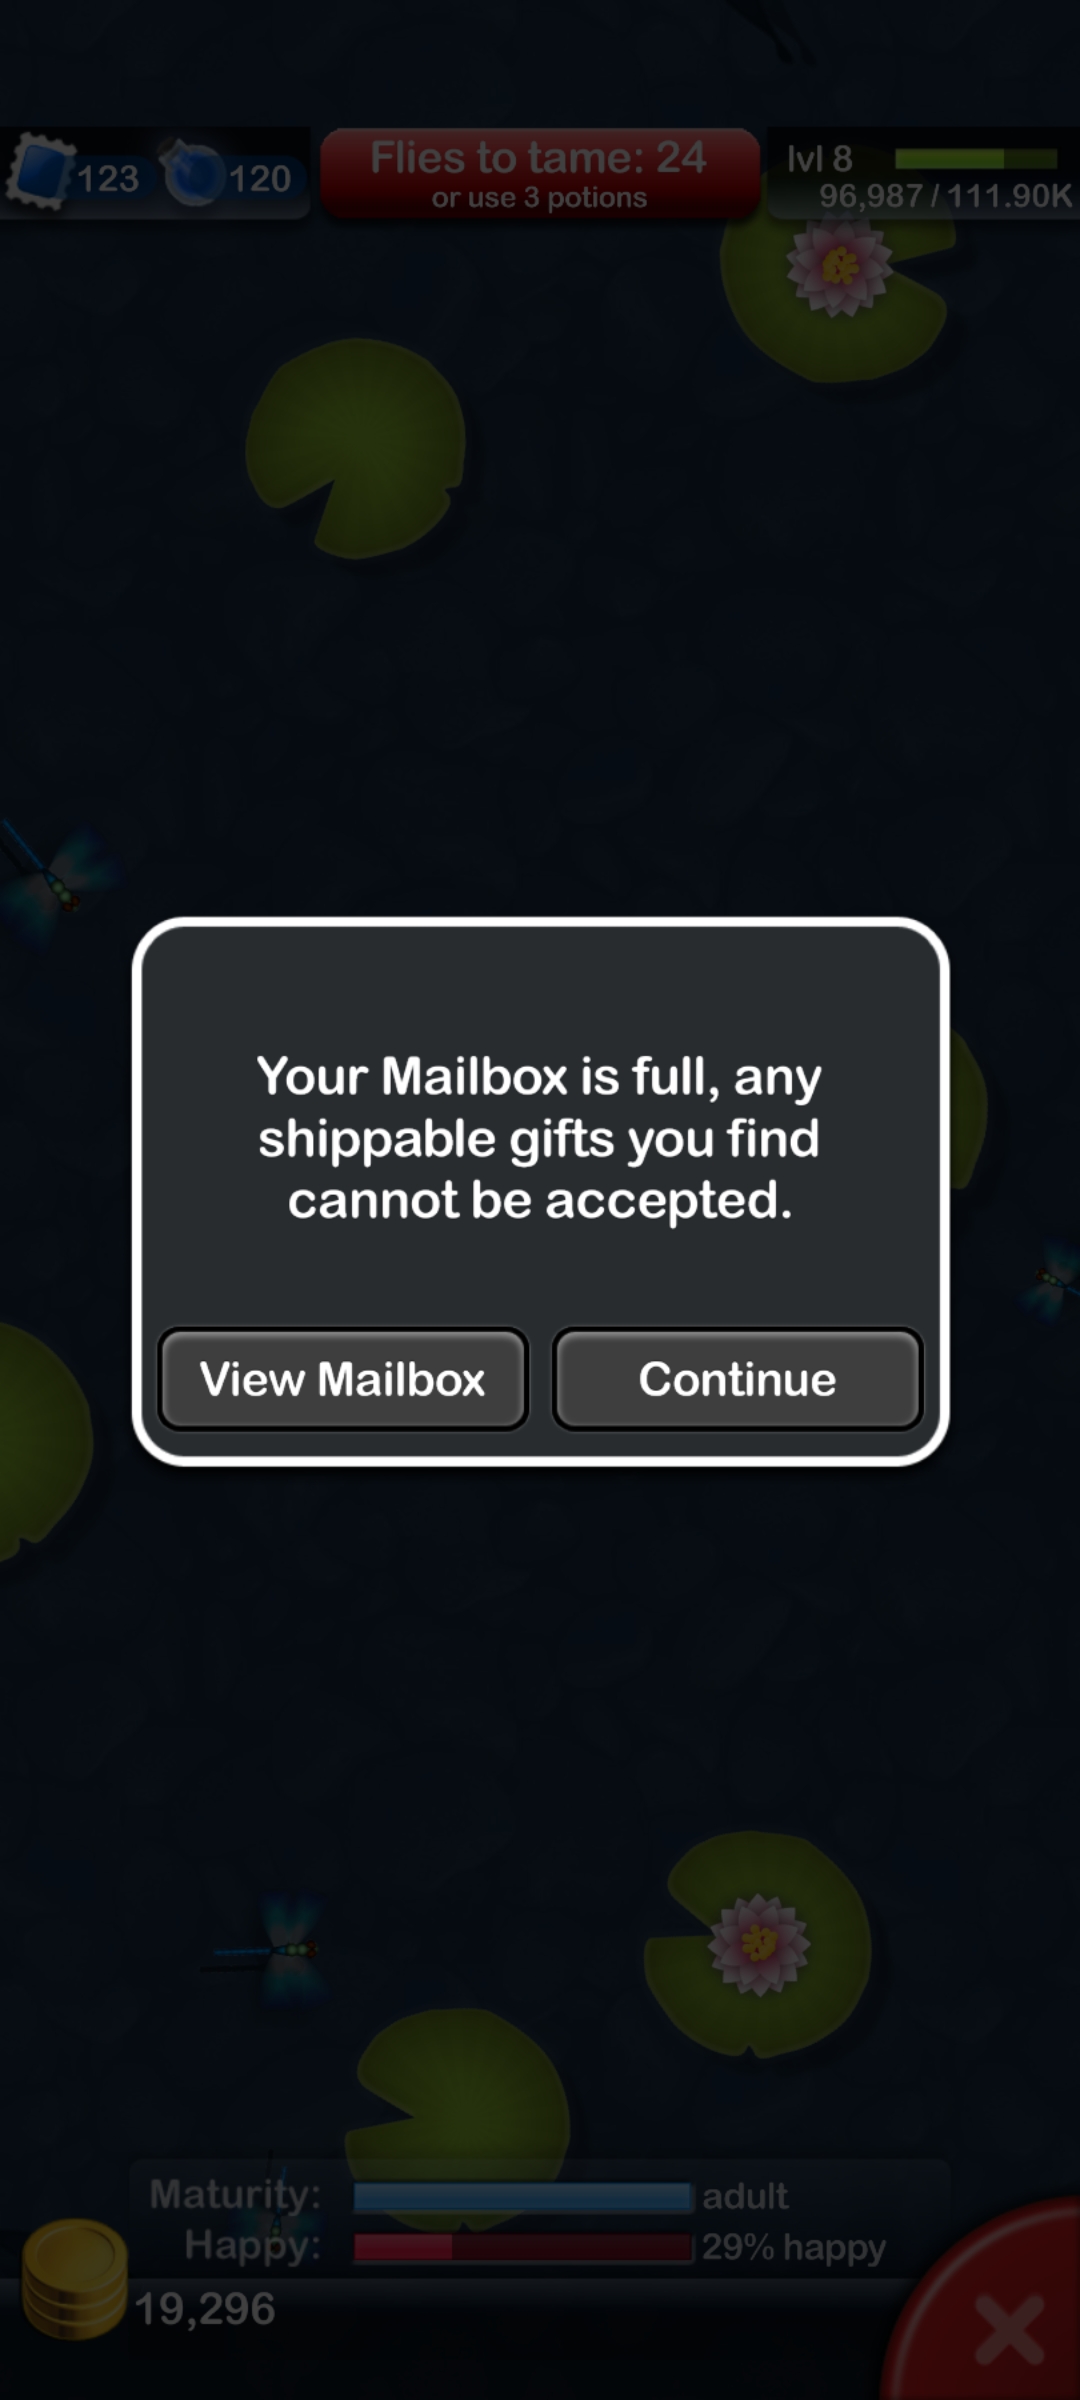 123
120
Flies to tame: 24
or use 3 potions
lvl 8
96,987 / 111.90K
Your Mailbox is full, any
shippable gifts you find
cannot be accepted.
View Mailbox
Continue
Maturity:
adult
Happy:
29% happy
19,296